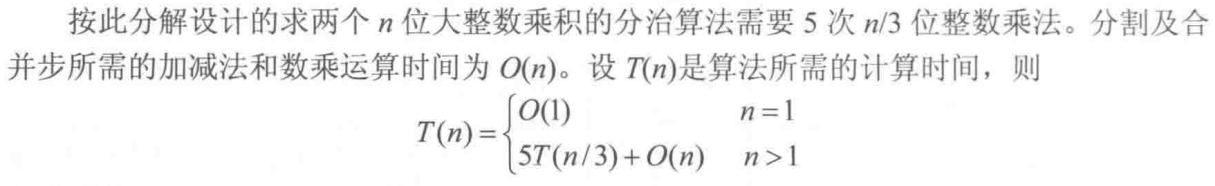 按此分解设计的求两个 n 位大整数乘积的分治算法需要 5 次 n/3 位整数乘法。分割及合
并步所需的加减法和数乘运算时间为 O(n)。设 T(n)是算法所需的计算时间，则
T(n) = { O(1) n = 1
5T(n/3) + O(n) n > 1